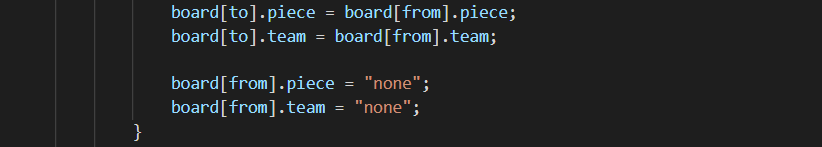 board[to].piece = board[from].piece;
board[to].team = board[from].team;
board[from].piece = "none";
board[from].team = "none";
}